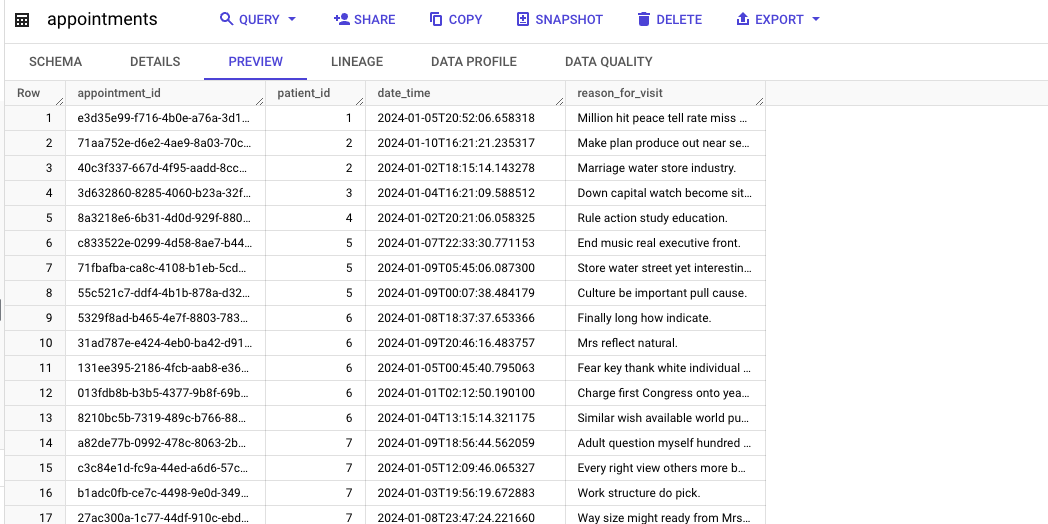 appointments QUERY SHARE COPY SNAPSHOT DELETE EXPORT
SCHEMA DETAILS PREVIEW LINEAGE DATA PROFILE DATA QUALITY
Row appointment_id patient_id date_time reason_for_visit
1 e3d35e99-f716-4b0e-a76a-3d1... 1 2024-01-05T20:52:06.658318 Million hit peace tell rate miss ...
2 71aa752e-d6e2-4ae9-8a03-70c... 2 2024-01-10T16:21:21.235317 Make plan produce out near se...
3 40c3f337-667d-4f95-aadd-8cc... 2 2024-01-02T18:15:14.143278 Marriage water store industry.
4 3d632860-8285-4060-b23a-32f... 3 2024-01-04T16:21:09.588512 Down capital watch become sit...
5 8a3218e6-6b31-4d0d-929f-880... 4 2024-01-02T20:21:06.058325 Rule action study education.
6 c833522e-0299-4d58-8ae7-b44... 5 2024-01-07T22:33:30.771153 End music real executive front.
7 71fbafba-ca8c-4108-b1eb-5cd... 5 2024-01-09T05:45:06.087300 Store water street yet interestin...
8 55c521c7-ddf4-4b1b-878a-d32... 5 2024-01-09T00:07:38.484179 Culture be important pull cause.
9 5329f8ad-b465-4e7f-8803-783... 6 2024-01-08T18:37:37.653366 Finally long how indicate.
10 31ad787e-e424-4eb0-ba42-d91... 6 2024-01-09T20:46:16.483757 Mrs reflect natural.
11 131ee395-2186-4fcb-aab8-e36... 6 2024-01-05T00:45:40.795063 Fear key thank white individual ...
12 013fdb8b-b3b5-4377-9b8f-69b... 6 2024-01-01T02:12:50.190100 Charge first Congress onto yea...
13 8210bc5b-7319-489c-b766-88... 6 2024-01-04T13:15:14.321175 Similar wish available world pu...
14 a82de77b-0992-478c-8063-2b... 7 2024-01-09T18:56:44.562059 Adult question myself hundred ...
15 c3c84e1d-fc9a-44ed-a6d6-57c... 7 2024-01-05T12:09:46.065327 Every right view others more b...
16 b1adc0fb-ce7c-4498-9e0d-349... 7 2024-01-03T19:56:19.672883 Work structure do pick.
17 27ac300a-1c77-44df-910c-ebd... 7 2024-01-08T23:47:24.221660 Way size might ready from Mrs...